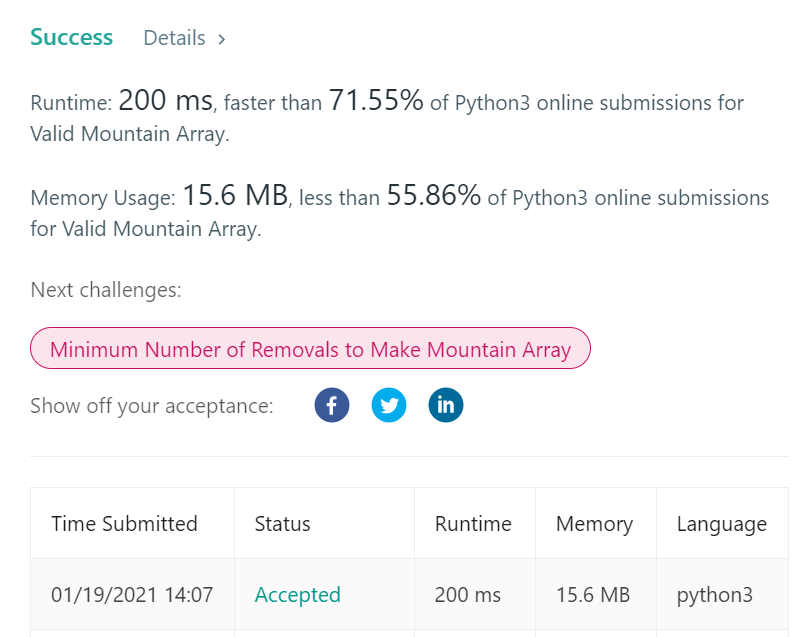 Success Details >
Runtime: 200 ms, faster than 71.55% of Python3 online submissions for
Valid Mountain Array.
Memory Usage: 15.6 MB, less than 55.86% of Python3 online submissions
for Valid Mountain Array.
Next challenges:
Minimum Number of Removals to Make Mountain Array
Show off your acceptance: f in
Time Submitted Status Runtime Memory Language
01/19/2021 14:07 Accepted 200 ms 15.6 MB python3